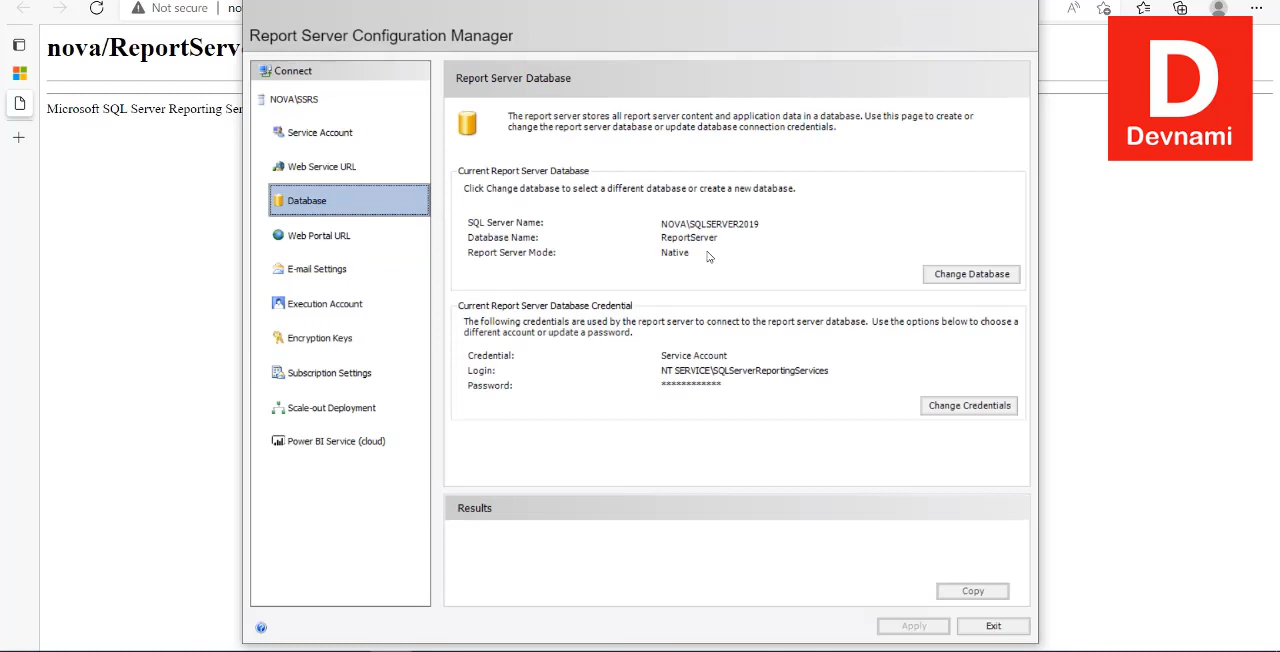 Not secure
no
nova/ReportServ
Microsoft SQL Server Reporting Ser
Report Server Configuration Manager
Connect
NOVA\SSRS
Service Account
Web Service URL
Database
Web Portal URL
E-mail Settings
Execution Account
Encryption Keys
Subscription Settings
Scale-out Deployment
Power BI Service (cloud)
Report Server Database
The report server stores all report server content and application data in a database. Use this page to create or
change the report server database or update database connection credentials.
Current Report Server Database
Click Change database to select a different database or create a new database.
SQL Server Name: NOVA\SQLSERVER2019
Database Name: ReportServer
Report Server Mode: Native
Change Database
Current Report Server Database Credential
The following credentials are used by the report server to connect to the report server database. Use the options below to choose a
different account or update a password.
Credential: Service Account
Login: NT SERVICE\SQLServerReportingServices
Password: ************
Change Credentials
Results
Copy
Apply
Exit
D
Devnami